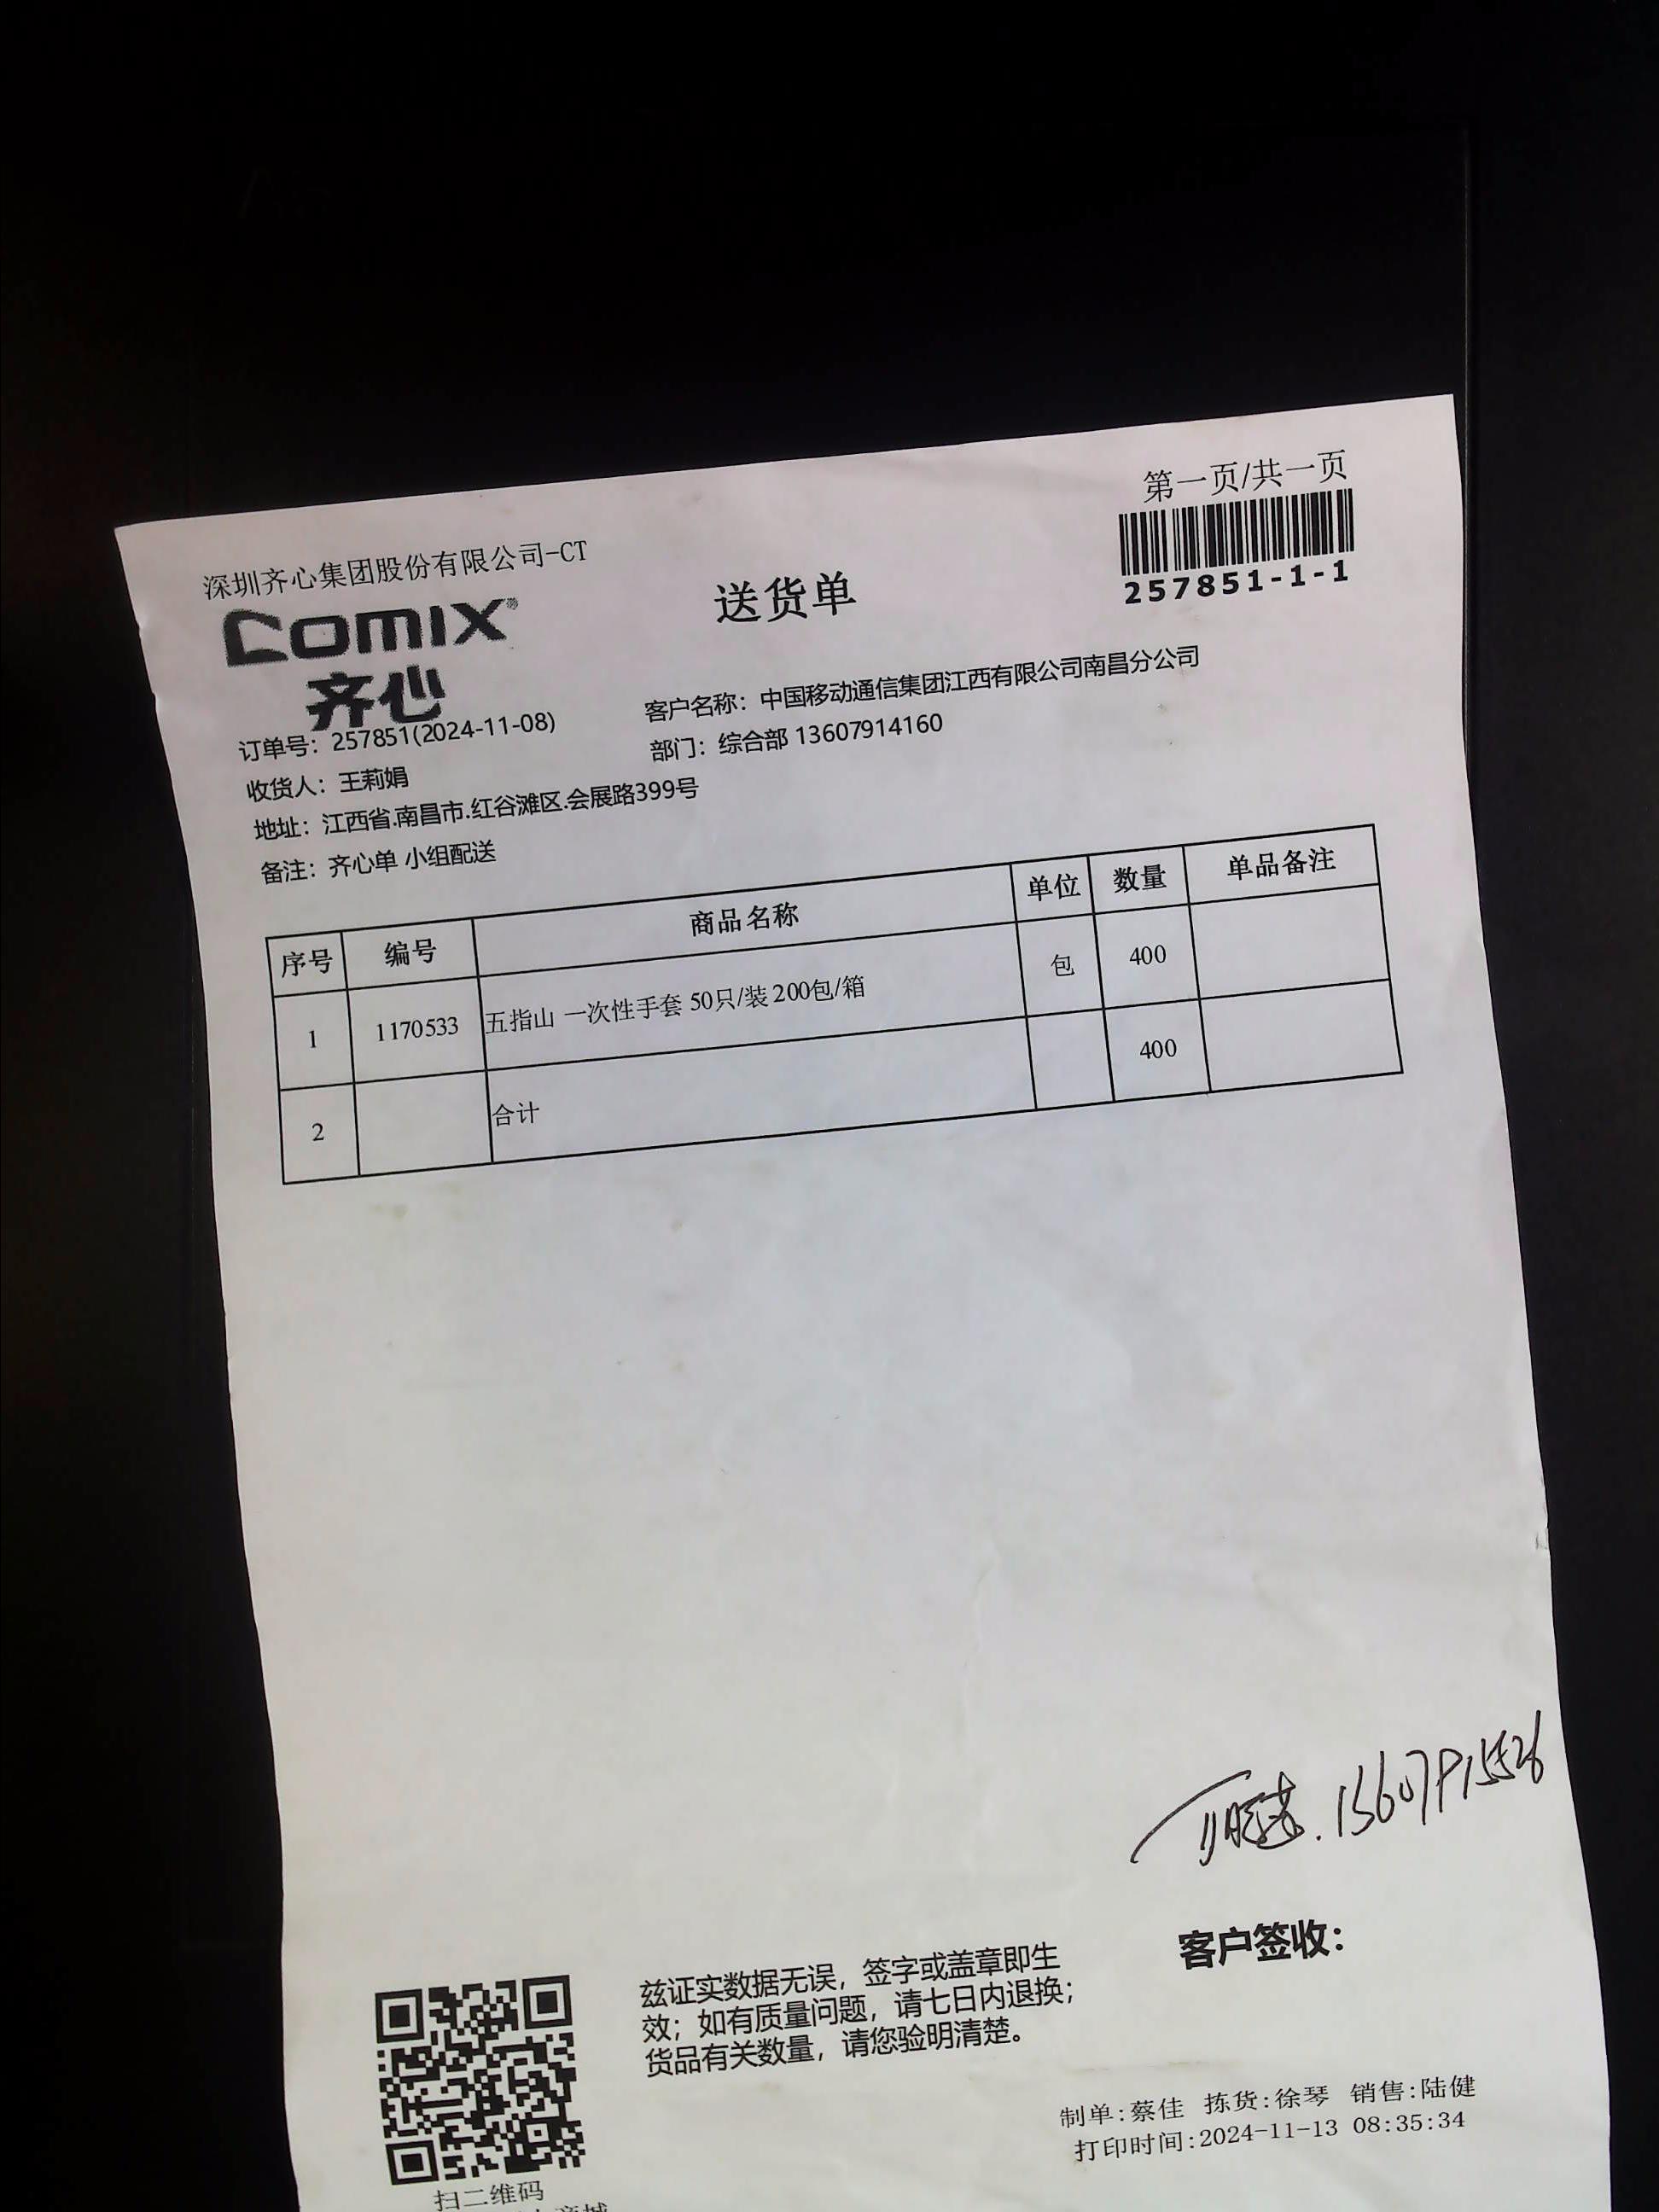 第一页/共一页
深圳齐心集团股份有限公司-CT
COMIX®
齐心
送货单
257851-1-1
订单号：257851(2024-11-08)
客户名称：中国移动通信集团江西有限公司南昌分公司
收货人：王莉娟
部门：综合部 13607914160
地址：江西省.南昌市.红谷滩区.会展路399号
备注：齐心单 小组配送
序号 编号 商品名称 单位 数量 单品备注
1 1170533 五指山 一次性手套 50只/装 200包/箱 包 400
2 合计 400
13607915526
客户签收：
兹证实数据无误，签字或盖章即生
效；如有质量问题，请七日内退换；
货品有关数量，请您验明清楚。
制单:蔡佳 拣货:徐琴 销售:陆健
打印时间:2024-11-13 08:35:34
扫二维码